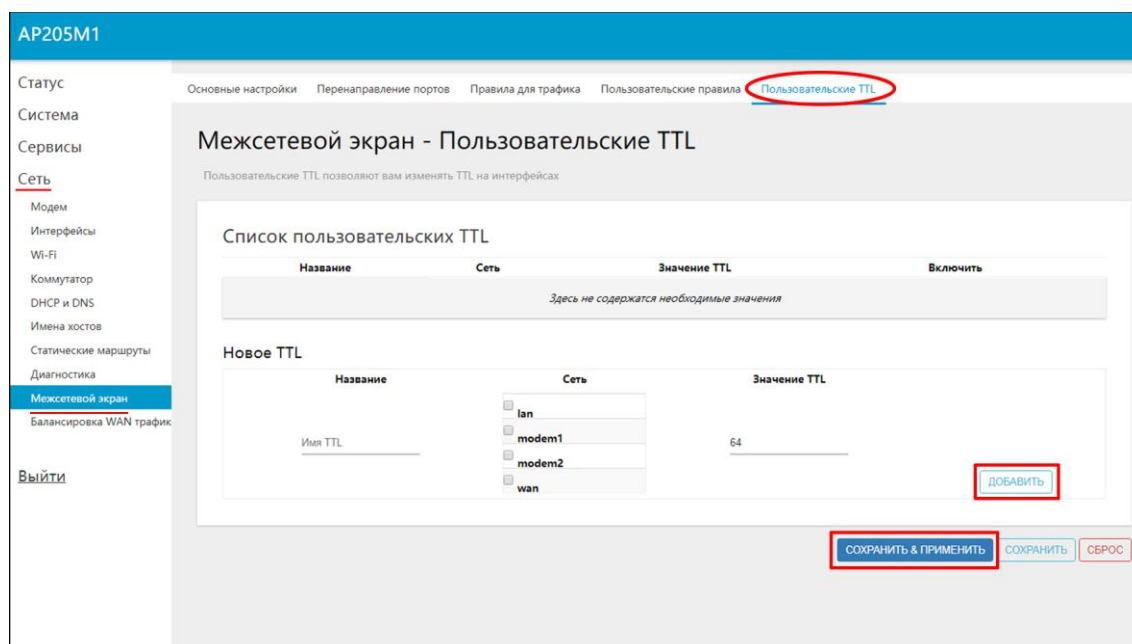 AP205M1
Статус
Система
Сервисы
Сеть
Модем
Интерфейсы
Wi-Fi
Коммутатор
DHCP и DNS
Имена хостов
Статические маршруты
Диагностика
Межсетевой экран
Балансировка WAN трафик
Выйти
Основные настройки Перенаправление портов Правила для трафика Пользовательские правила Пользовательские TTL
Межсетевой экран - Пользовательские TTL
Пользовательские TTL позволяют вам изменять TTL на интерфейсах
Список пользовательских TTL
Название Сеть Значение TTL Включить
Здесь не содержатся необходимые значения
Новое TTL
Название Сеть Значение TTL
lan
modem1
Имя TTL 64
modem2
wan
ДОБАВИТЬ
СОХРАНИТЬ & ПРИМЕНИТЬ СОХРАНИТЬ СБРОС